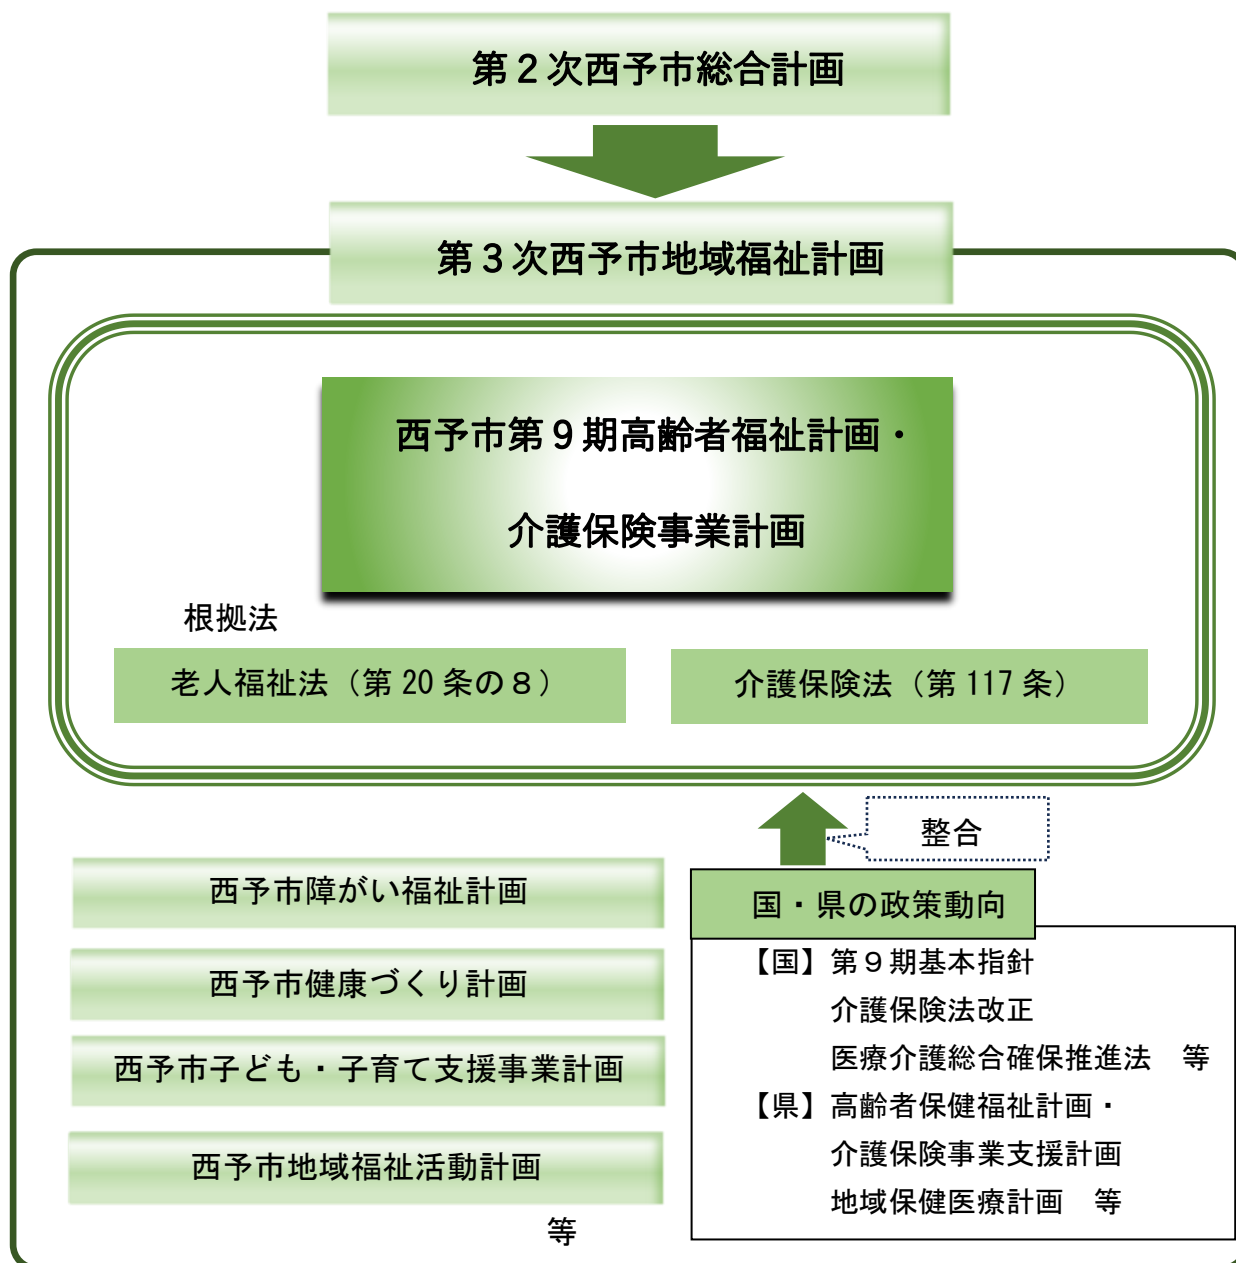 第２次西予市総合計画
第３次西予市地域福祉計画
西予市第９期高齢者福祉計画・
介護保険事業計画
根拠法
老人福祉法（第 20 条の８）
介護保険法（第 117 条）
整合
西予市障がい福祉計画
西予市健康づくり計画
西予市子ども・子育て支援事業計画
西予市地域福祉活動計画
等
国・県の政策動向
【国】第９期基本指針
介護保険法改正
医療介護総合確保推進法　等
【県】高齢者保健福祉計画・
介護保険事業支援計画
地域保健医療計画　等